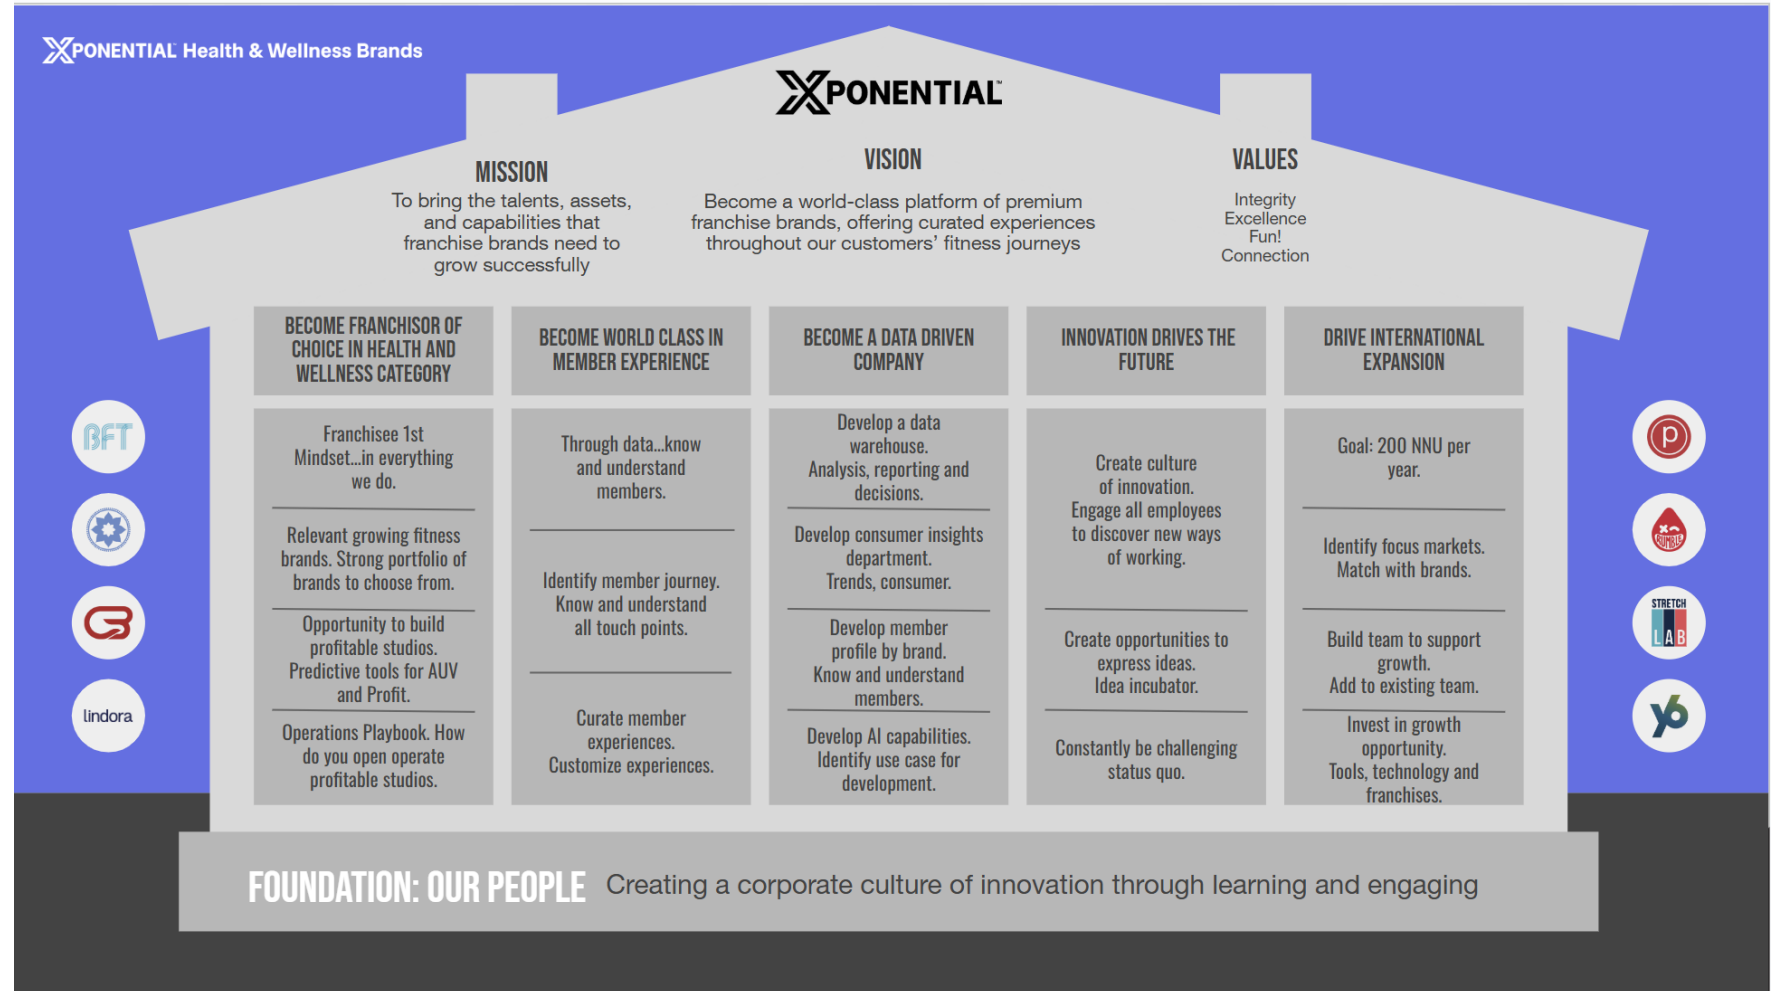 XPONENTIAL™ Health & Wellness Brands
XPONENTIAL™
MISSION
To bring the talents, assets,
and capabilities that
franchise brands need to
grow successfully
VISION
Become a world-class platform of premium
franchise brands, offering curated experiences
throughout our customers’ fitness journeys
VALUES
Integrity
Excellence
Fun!
Connection
BECOME FRANCHISOR OF
CHOICE IN HEALTH AND
WELLNESS CATEGORY
Franchisee 1st
Mindset...in everything
we do.
Relevant growing fitness
brands. Strong portfolio of
brands to choose from.
Opportunity to build
profitable studios.
Predictive tools for AUV
and Profit.
Operations Playbook. How
do you open operate
profitable studios.
BECOME WORLD CLASS IN
MEMBER EXPERIENCE
Through data...know
and understand
members.
Identify member journey.
Know and understand
all touch points.
Curate member
experiences.
Customize experiences.
BECOME A DATA DRIVEN
COMPANY
Develop a data
warehouse.
Analysis, reporting and
decisions.
Develop consumer insights
department.
Trends, consumer.
Develop member
profile by brand.
Know and understand
members.
Develop AI capabilities.
Identify use case for
development.
INNOVATION DRIVES THE
FUTURE
Create culture
of innovation.
Engage all employees
to discover new ways
of working.
Create opportunities to
express ideas.
Idea incubator.
Constantly be challenging
status quo.
DRIVE INTERNATIONAL
EXPANSION
Goal: 200 NNU per
year.
Identify focus markets.
Match with brands.
Build team to support
growth.
Add to existing team.
Invest in growth
opportunity.
Tools, technology and
franchises.
BFT
CB
lindora
p
RUMBLE
STRETCH
LAB
y6
FOUNDATION: OUR PEOPLE Creating a corporate culture of innovation through learning and engaging